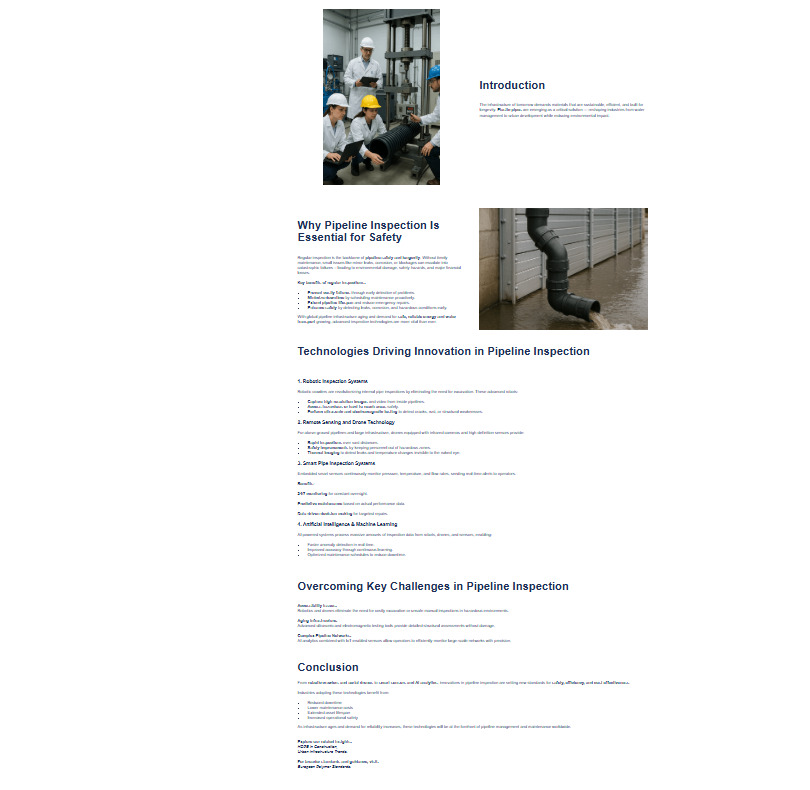 Introduction
The infrastructure of tomorrow demands materials that are sustainable, efficient, and built for
longevity. Plastic pipes are emerging as a critical solution — reshaping industries from water
management to urban development while reducing environmental impact.
Why Pipeline Inspection Is
Essential for Safety
Regular inspection is the backbone of pipeline safety and longevity. Without timely
maintenance, small issues like minor leaks, corrosion, or blockages can escalate into
catastrophic failures – leading to environmental damage, safety hazards, and major financial
losses.
Key benefits of regular inspection:
Prevent costly failures through early detection of problems.
Minimize downtime by scheduling maintenance proactively.
Extend pipeline lifespan and reduce emergency repairs.
Enhance safety by detecting leaks, corrosion, and hazardous conditions early.
With global pipeline infrastructure aging and demand for safe, reliable energy and water
transport growing, advanced inspection technologies are more vital than ever.
Technologies Driving Innovation in Pipeline Inspection
1. Robotic Inspection Systems
Robotic crawlers are revolutionizing internal pipe inspections by eliminating the need for excavation. These advanced robots:
Capture high-resolution images and video from inside pipelines.
Access hazardous or hard-to-reach areas safely.
Perform ultrasonic and electromagnetic testing to detect cracks, rust, or structural weaknesses.
2. Remote Sensing and Drone Technology
For above-ground pipelines and large infrastructure, drones equipped with infrared cameras and high-definition sensors provide:
Rapid inspections over vast distances.
Safety improvements by keeping personnel out of hazardous zones.
Thermal imaging to detect leaks and temperature changes invisible to the naked eye.
3. Smart Pipe Inspection Systems
Embedded smart sensors continuously monitor pressure, temperature, and flow rates, sending real-time alerts to operators.
Benefits:
24/7 monitoring for constant oversight.
Predictive maintenance based on actual performance data.
Data-driven decision making for targeted repairs.
4. Artificial Intelligence & Machine Learning
AI-powered systems process massive amounts of inspection data from robots, drones, and sensors, enabling:
Faster anomaly detection in real time.
Improved accuracy through continuous learning.
Optimized maintenance schedules to reduce downtime.
Overcoming Key Challenges in Pipeline Inspection
Accessibility Issues:
Robotics and drones eliminate the need for costly excavation or unsafe manual inspections in hazardous environments.
Aging Infrastructure:
Advanced ultrasonic and electromagnetic testing tools provide detailed structural assessments without damage.
Complex Pipeline Networks:
AI analytics combined with IoT-enabled sensors allow operators to efficiently monitor large-scale networks with precision.
Conclusion
From robotic crawlers and aerial drones to smart sensors and AI analytics, innovations in pipeline inspection are setting new standards for safety, efficiency, and cost-effectiveness.
Industries adopting these technologies benefit from:
Reduced downtime
Lower maintenance costs
Extended asset lifespan
Increased operational safety
As infrastructure ages and demand for reliability increases, these technologies will be at the forefront of pipeline management and maintenance worldwide.
Explore our related insights:
HDPE in Construction
Urban Infrastructure Trends
For broader standards and guidance, visit:
European Polymer Standards